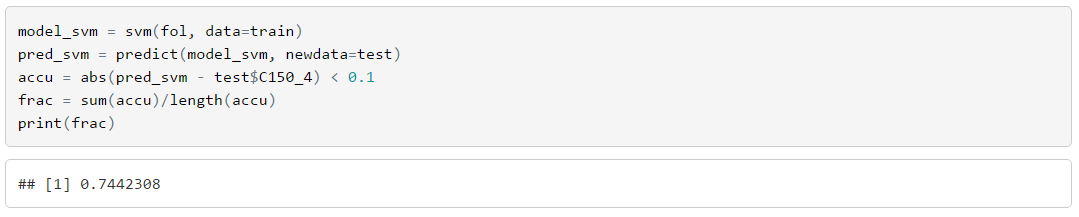 model_svm = svm(fol, data=train)
pred_svm = predict(model_svm, newdata=test)
accu = abs(pred_svm - test$C150_4) < 0.1
frac = sum(accu)/length(accu)
print(frac)
## [1] 0.7442308